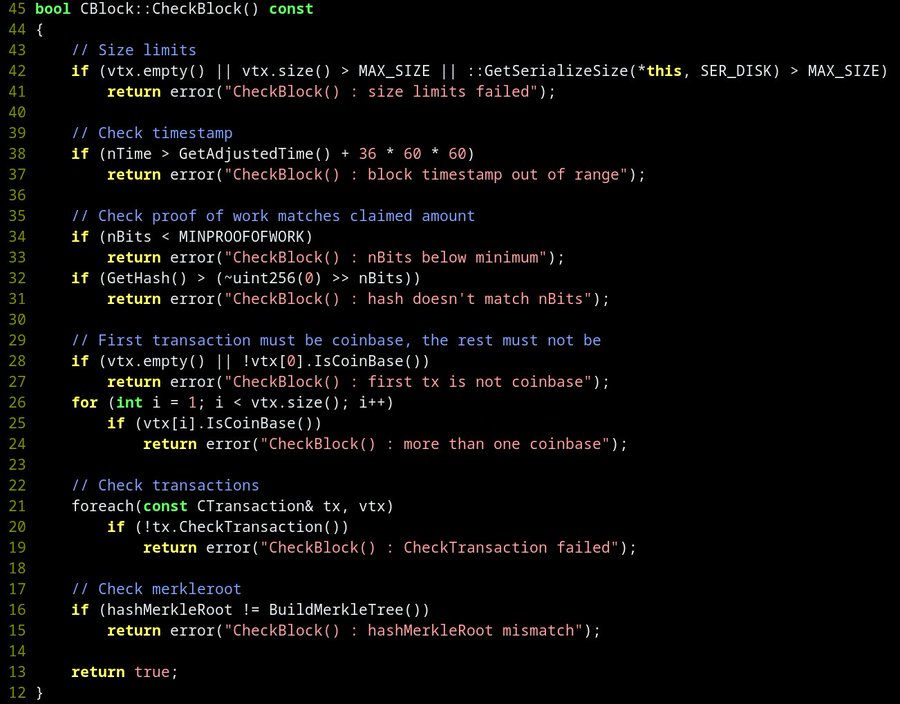 45 bool CBlock::CheckBlock() const
44 {
43     // Size limits
42     if (vtx.empty() || vtx.size() > MAX_SIZE || ::GetSerializeSize(*this, SER_DISK) > MAX_SIZE)
41         return error("CheckBlock() : size limits failed");
40
39     // Check timestamp
38     if (nTime > GetAdjustedTime() + 36 * 60 * 60)
37         return error("CheckBlock() : block timestamp out of range");
36
35     // Check proof of work matches claimed amount
34     if (nBits < MINPROOFOFWORK)
33         return error("CheckBlock() : nBits below minimum");
32     if (GetHash() > (~uint256(0) >> nBits))
31         return error("CheckBlock() : hash doesn't match nBits");
30
29     // First transaction must be coinbase, the rest must not be
28     if (vtx.empty() || !vtx[0].IsCoinBase())
27         return error("CheckBlock() : first tx is not coinbase");
26     for (int i = 1; i < vtx.size(); i++)
25         if (vtx[i].IsCoinBase())
24             return error("CheckBlock() : more than one coinbase");
23
22     // Check transactions
21     foreach(const CTransaction& tx, vtx)
20         if (!tx.CheckTransaction())
19             return error("CheckBlock() : CheckTransaction failed");
18
17     // Check merkleroot
16     if (hashMerkleRoot != BuildMerkleTree())
15         return error("CheckBlock() : hashMerkleRoot mismatch");
14
13     return true;
12 }